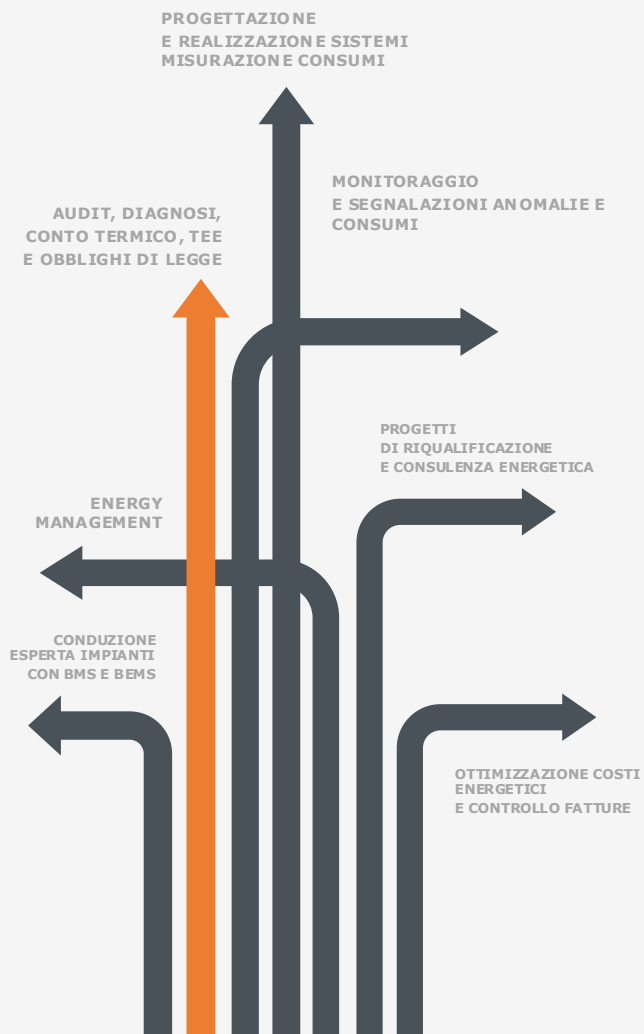 PROGETTAZIONE
E REALIZZAZIONE SISTEMI
MISURAZIONE CONSUMI
MONITORAGGIO
E SEGNALAZIONI ANOMALIE E
CONSUMI
AUDIT, DIAGNOSI,
CONTO TERMICO, TEE
E OBBLIGHI DI LEGGE
PROGETTI
DI RIQUALIFICAZIONE
E CONSULENZA ENERGETICA
ENERGY
MANAGEMENT
CONDUZIONE
ESPERTA IMPIANTI
CON BMS E BEMS
OTTIMIZZAZIONE COSTI
ENERGETICI
E CONTROLLO FATTURE